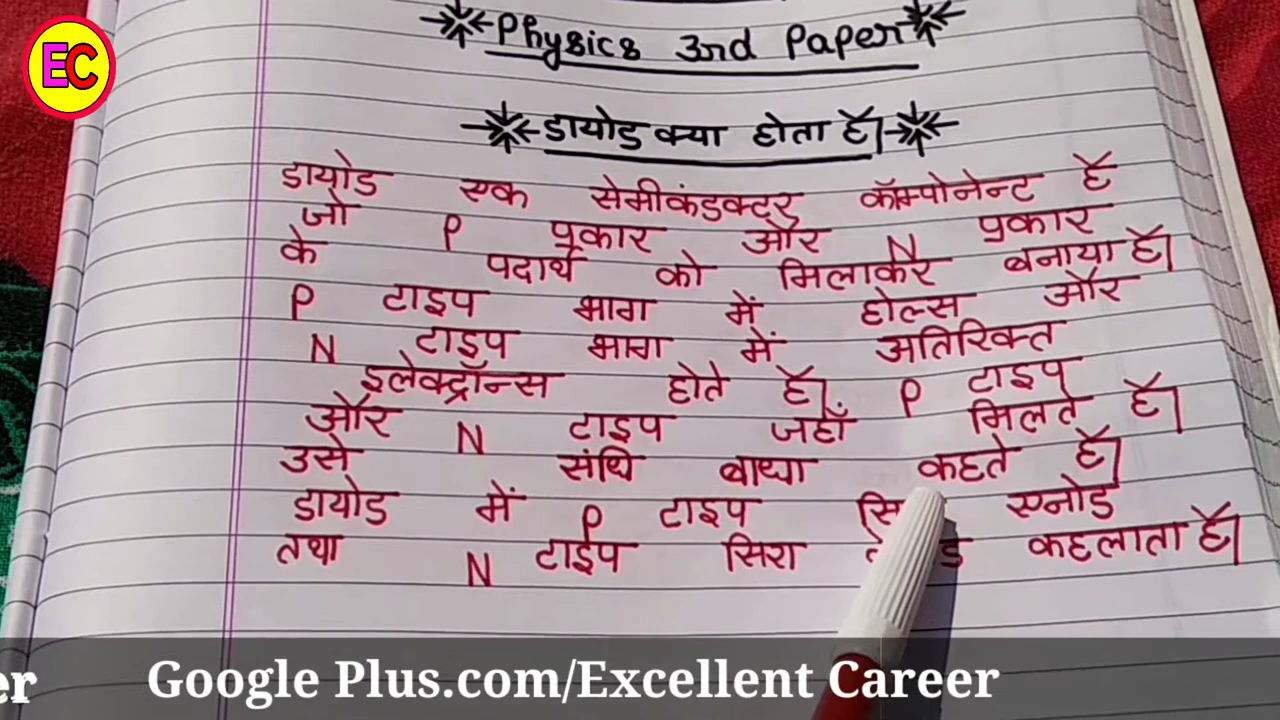 EC
Physics 3rd Paper
डायोड क्या होता है।
डायोड एक सेमीकंडक्टर कॉम्पोनेन्ट है
जो P प्रकार और N प्रकार
के पदार्थ को मिलाकर बनाया है।
P टाइप भाग में होल्स और
N टाइप भाग में अतिरिक्त
इलेक्ट्रॉन्स होते है। P टाइप
और N टाइप जहाँ मिलते है।
उसे संधि बाधा कहते है।
डायोड में P टाइप एनोड
तथा N टाईप सिरा कहलाता है।
er Google Plus.com/Excellent Career